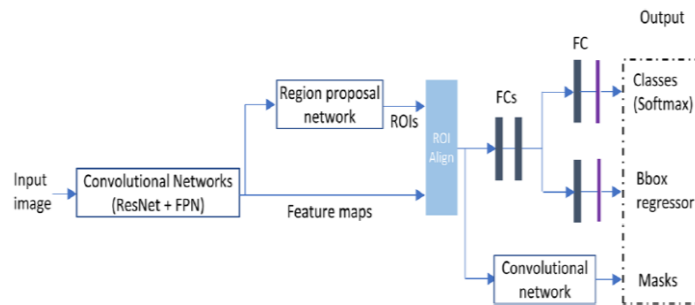 Output
FC
Classes
(Softmax)
Region proposal
network
ROIs
FCs
ROI
Align
Input
image
Convolutional Networks
(ResNet + FPN)
Feature maps
Bbox
regressor
Convolutional
network
Masks